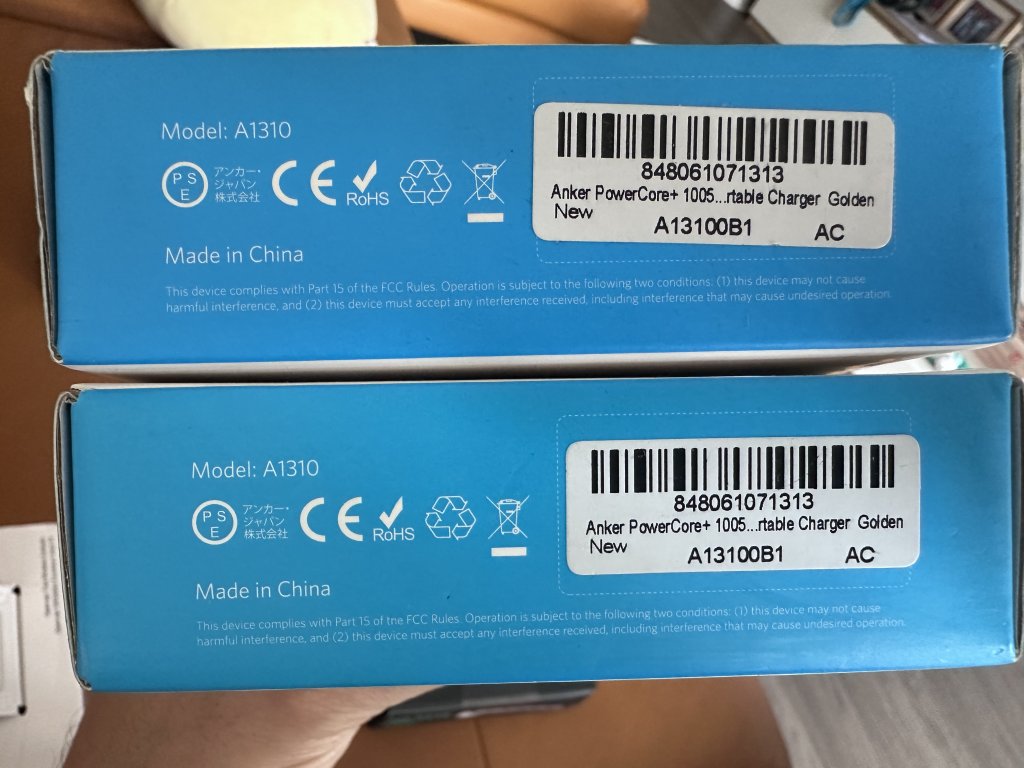 Model: A1310
PSE
アンカー・
ジャパン
株式会社
CE
RoHS
Made in China
This device complies with Part 15 of the FCC Rules. Operation is subject to the following two conditions: (1) this device may not cause
harmful interference, and (2) this device must accept any interference received, including interference that may cause undesired operation.
848061071313
Anker PowerCore+ 1005...rtable Charger Golden
New
A13100B1 AC
Model: A1310
PSE
アンカー・
ジャパン
株式会社
CE
RoHS
Made in China
This device complies with Part 15 of the FCC Rules. Operation is subject to the following two conditions: (1) this device may not cause
harmful interference, and (2) this device must accept any interference received, including interference that may cause undesired operation.
848061071313
Anker PowerCore+ 1005...rtable Charger Golden
New
A13100B1 AC